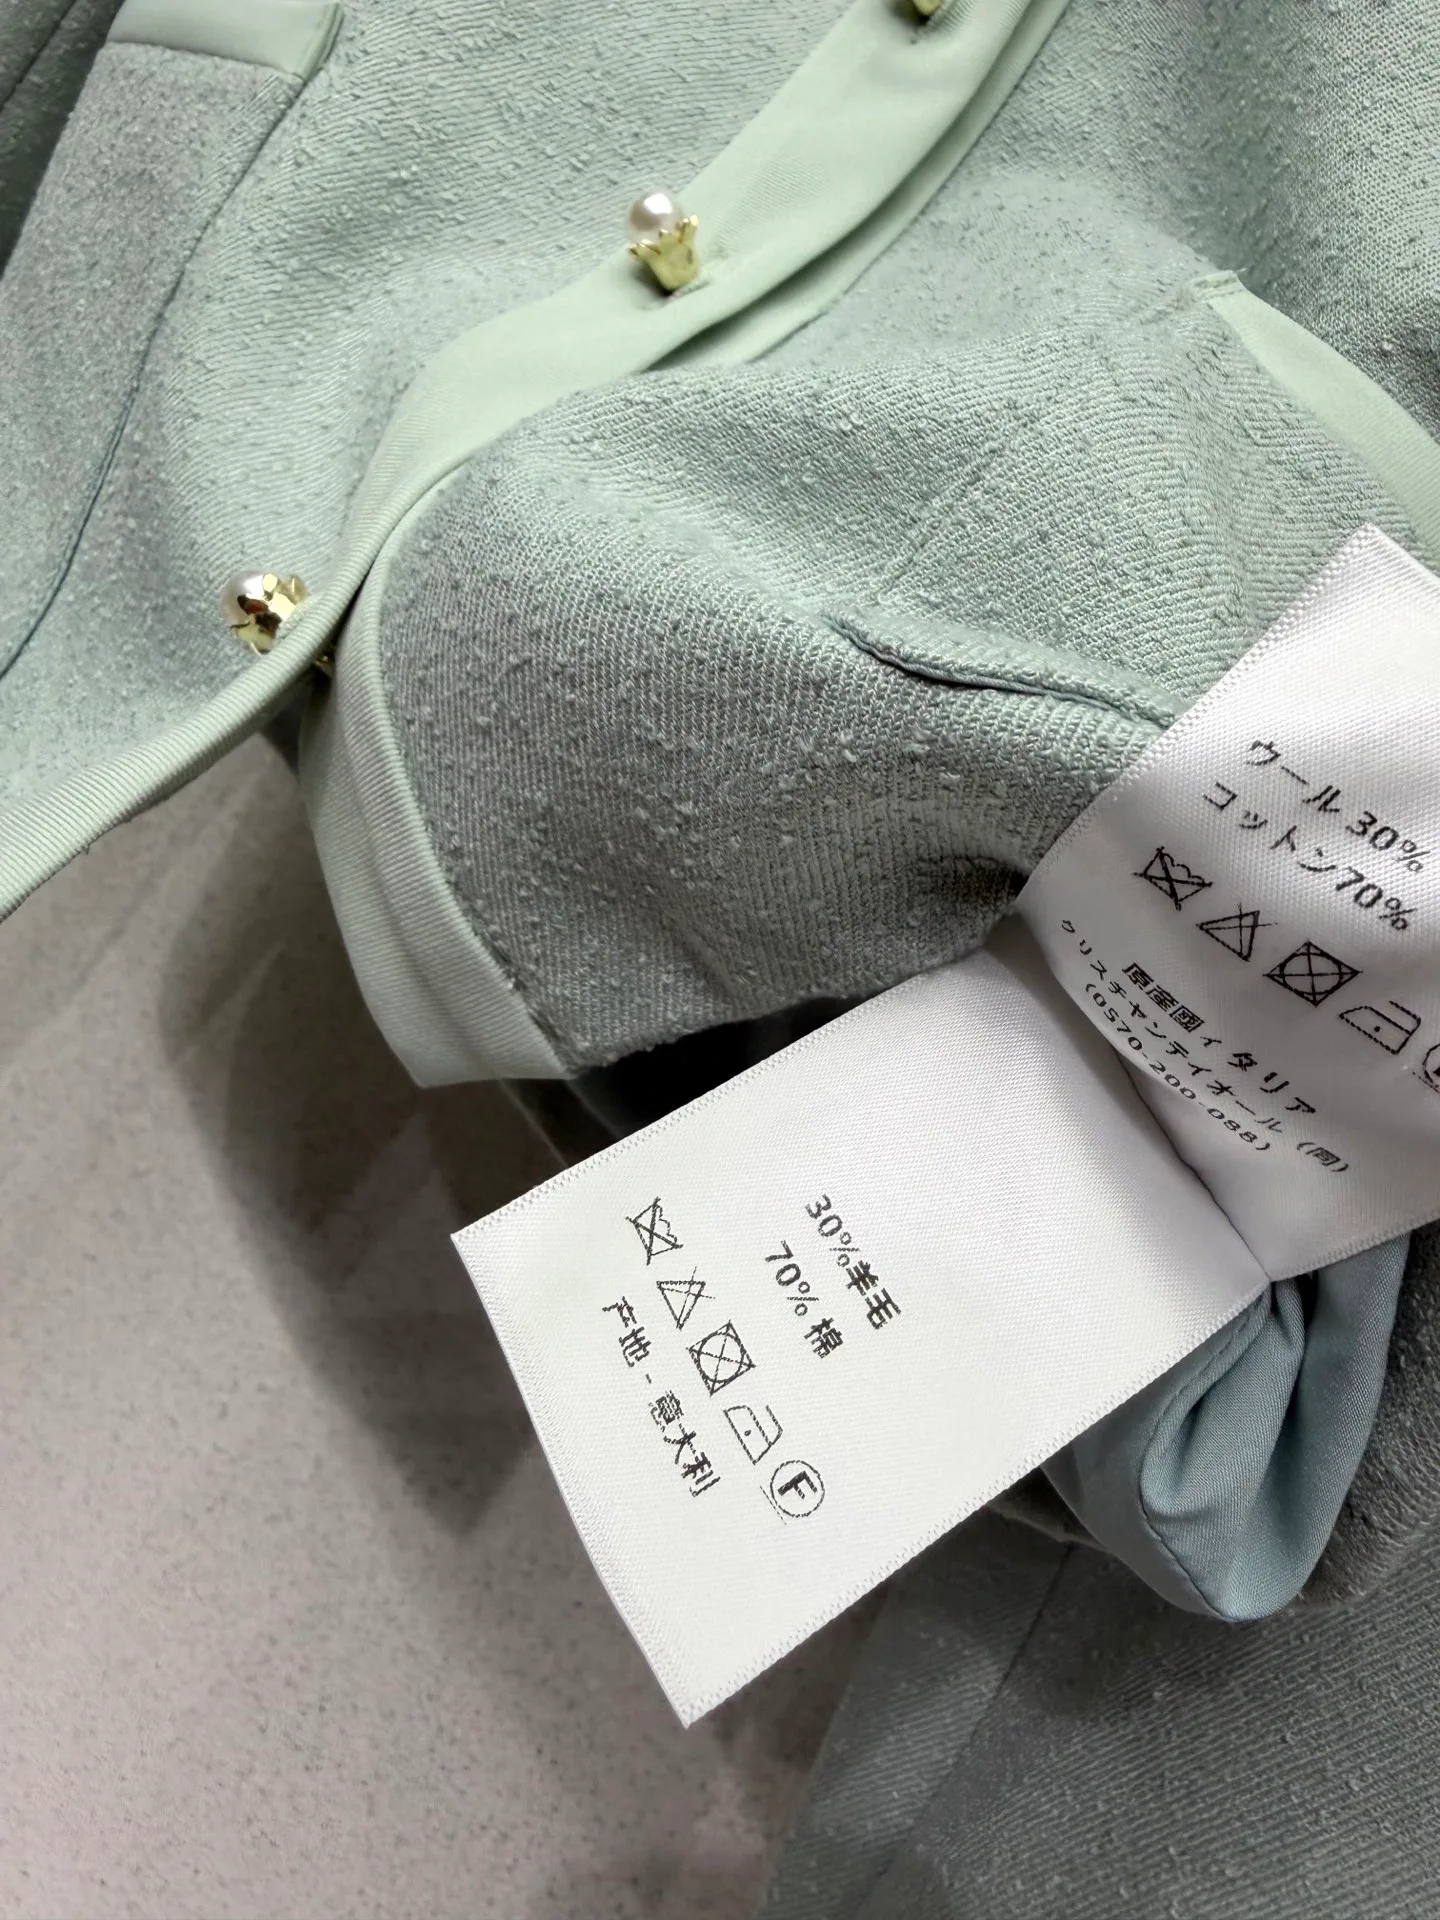 ウール 30%
コットン70%
原産國イタリア
クリスチャンディオール (同)
(0570-200-088)
30%羊毛
70% 棉
F
产地 - 意大利